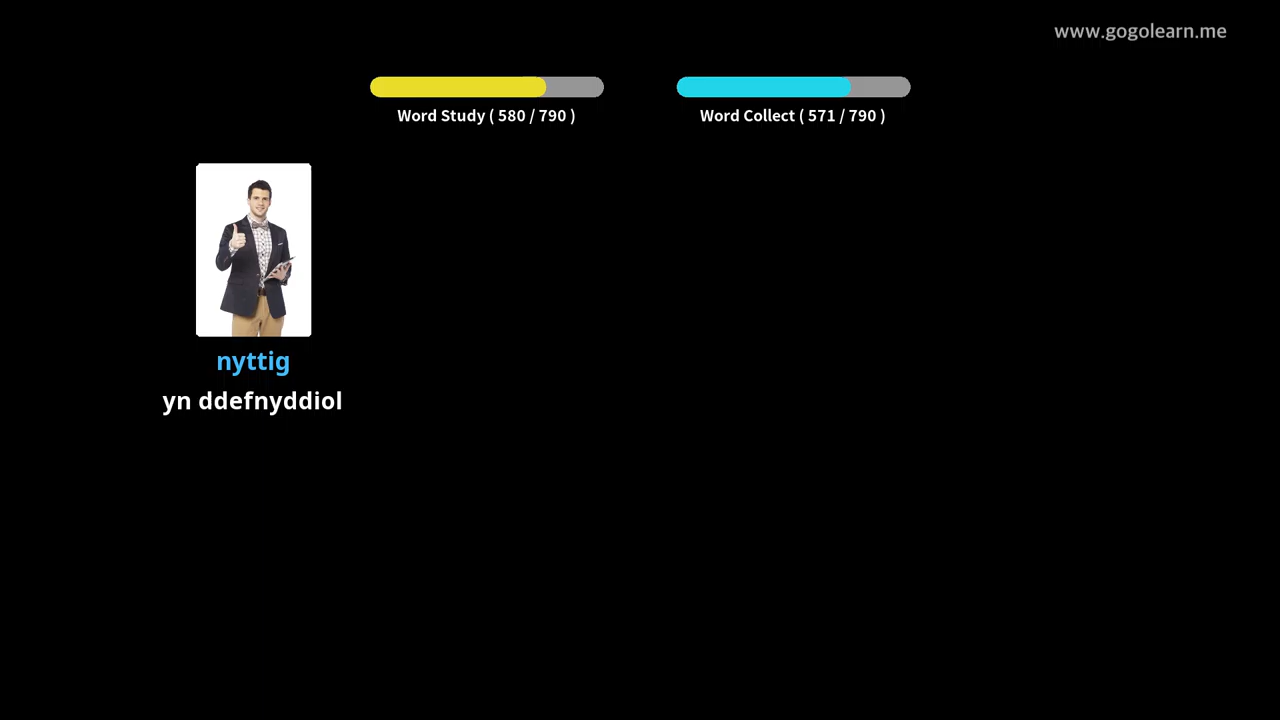 www.gogolearn.me
Word Study ( 580 / 790 )
Word Collect ( 571 / 790 )
nyttig
yn ddefnyddiol